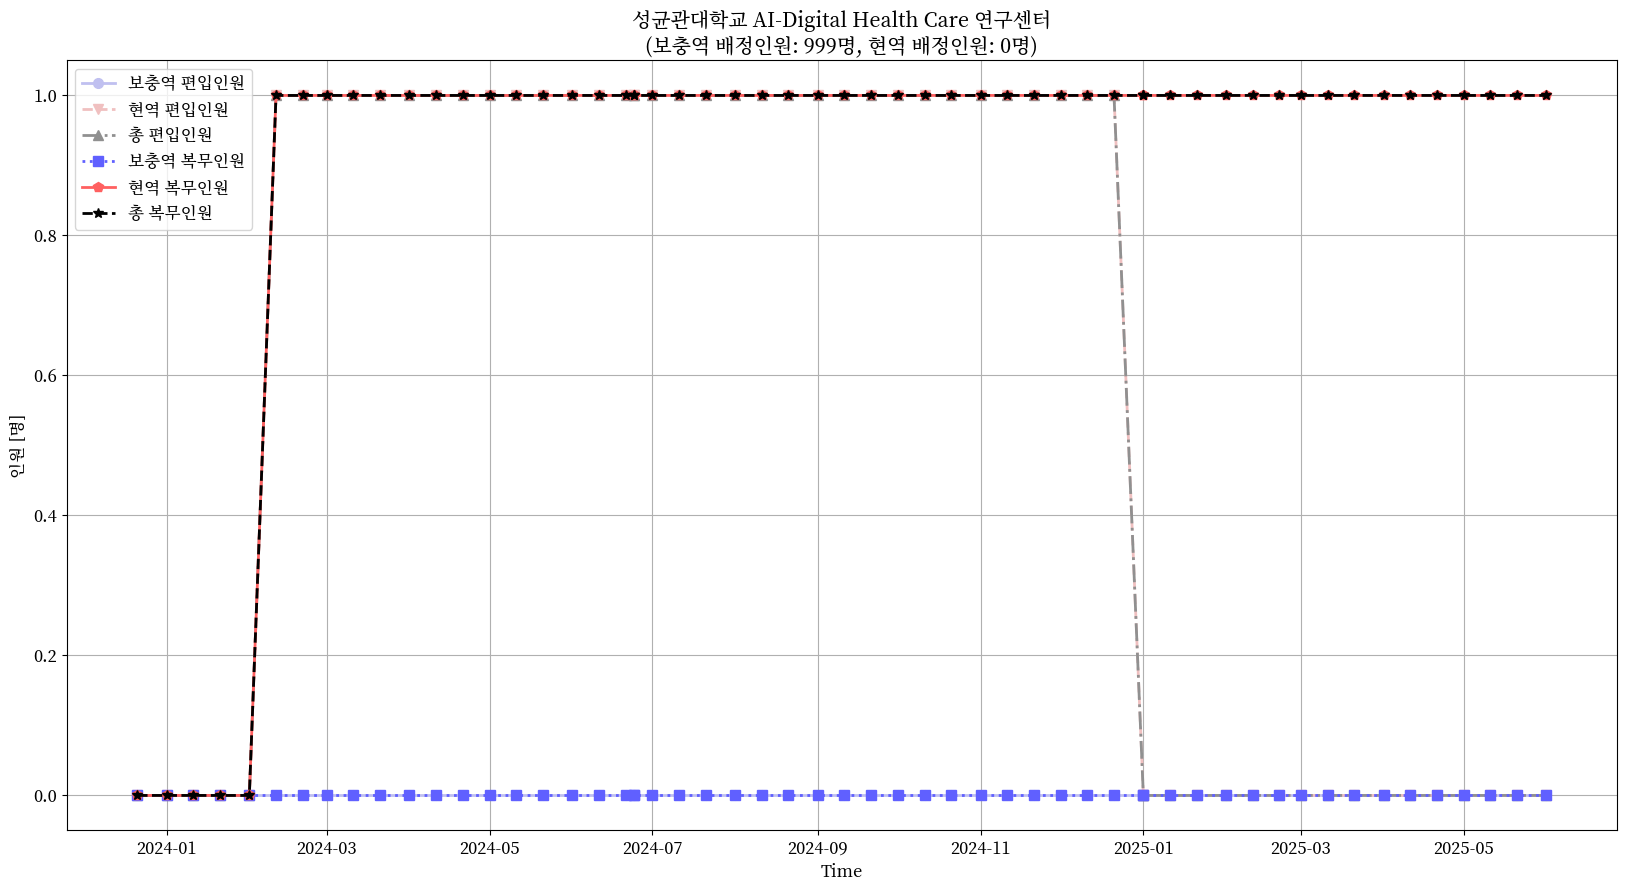 성균관대학교 AI-Digital Health Care 연구센터
(보충역 배정인원: 999명, 현역 배정인원: 0명)
보충역 편입인원
현역 편입인원
총 편입인원
보충역 복무인원
현역 복무인원
총 복무인원
1.0
0.8
0.6
0.4
0.2
0.0
인원 [명]
2024-01
2024-03
2024-05
2024-07
2024-09
2024-11
2025-01
2025-03
2025-05
Time